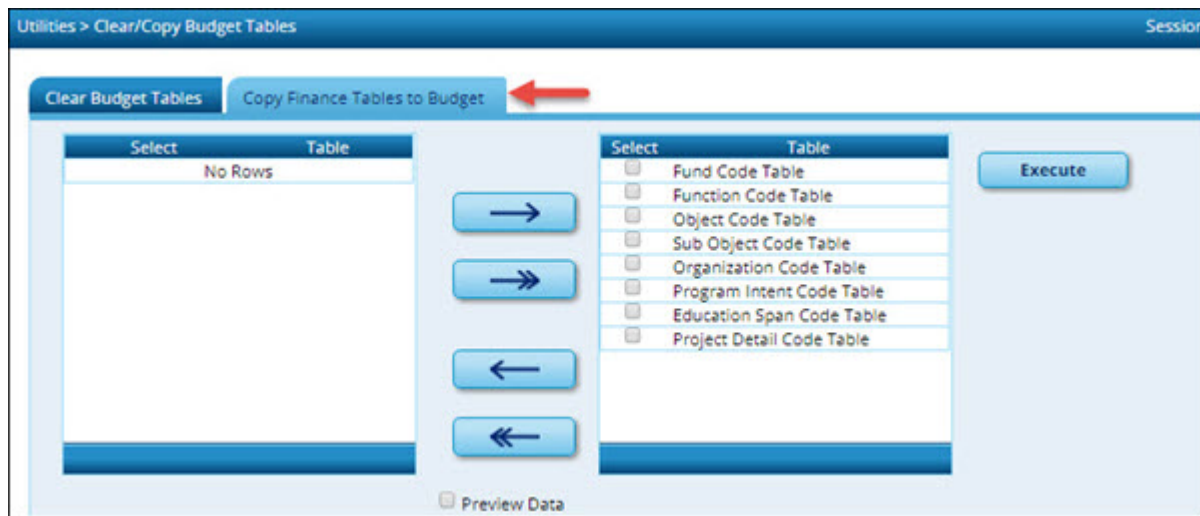 Utilities > Clear/Copy Budget Tables Session
Clear Budget Tables Copy Finance Tables to Budget
Select Table
No Rows
Select Table
Fund Code Table
Function Code Table
Object Code Table
Sub Object Code Table
Organization Code Table
Program Intent Code Table
Education Span Code Table
Project Detail Code Table
Execute
Preview Data